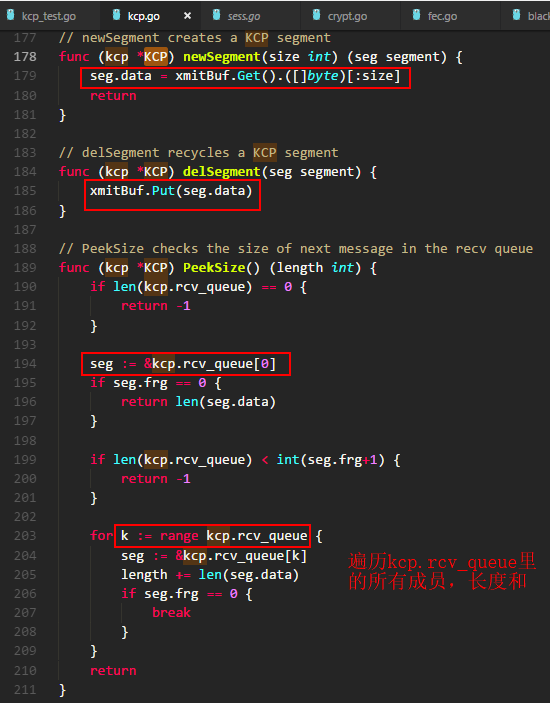 kcp_test.go kcp.go × sess.go crypt.go fec.go blac
177 // newSegment creates a KCP segment
178 func (kcp *KCP) newSegment(size int) (seg segment) {
179     seg.data = xmitBuf.Get().([]byte)[:size]
180     return
181 }
182
183 // delSegment recycles a KCP segment
184 func (kcp *KCP) delSegment(seg segment) {
185     xmitBuf.Put(seg.data)
186 }
187
188 // PeekSize checks the size of next message in the recv queue
189 func (kcp *KCP) PeekSize() (length int) {
190     if len(kcp.rcv_queue) == 0 {
191         return -1
192     }
193
194     seg := &kcp.rcv_queue[0]
195     if seg.frg == 0 {
196         return len(seg.data)
197     }
198
199     if len(kcp.rcv_queue) < int(seg.frg+1) {
200         return -1
201     }
202
203     for k := range kcp.rcv_queue {
204         seg := &kcp.rcv_queue[k]
205         length += len(seg.data)
206         if seg.frg == 0 {
207             break
208         }
209     }
210     return
211 }
遍历kcp.rcv_queue里
的所有成员，长度和